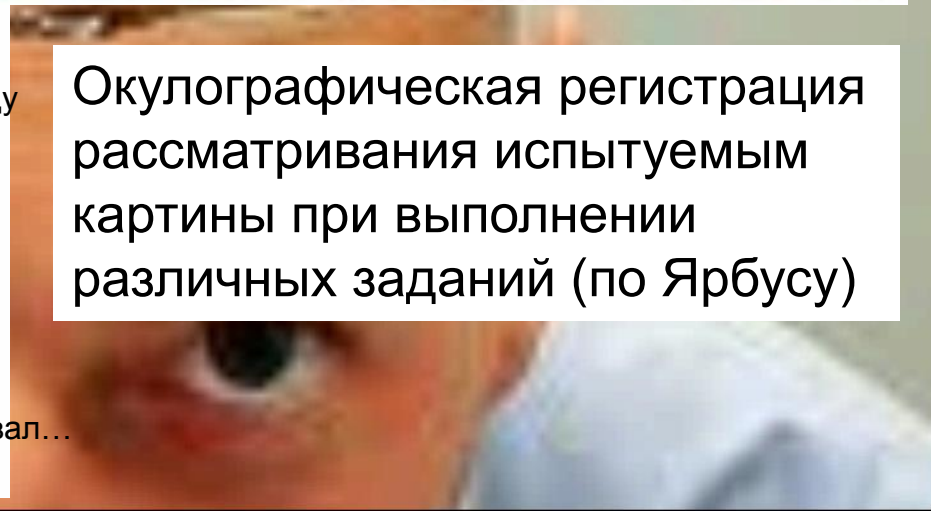 Окулографическая регистрация
рассматривания испытуемым
картины при выполнении
различных заданий (по Ярбусу)